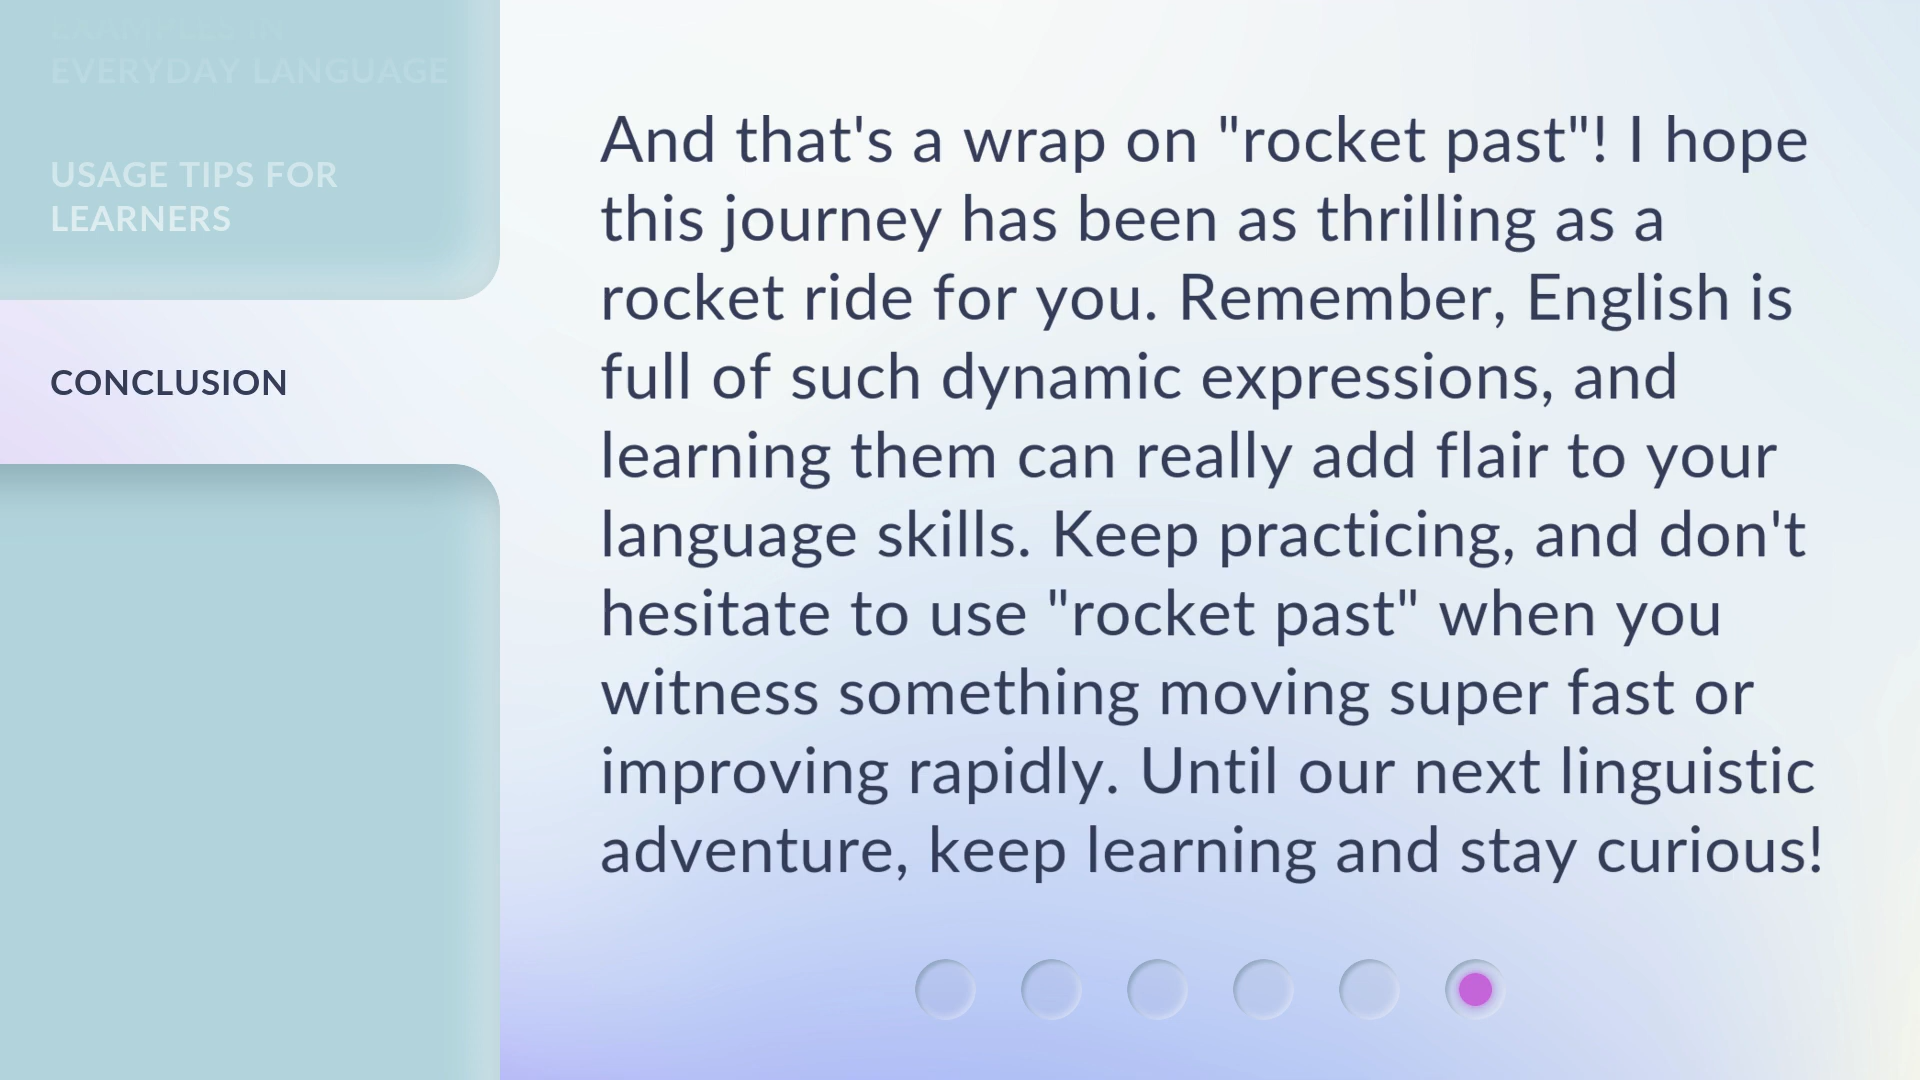 EXAMPLES IN
EVERYDAY LANGUAGE
USAGE TIPS FOR
LEARNERS
CONCLUSION
And that's a wrap on "rocket past"! I hope
this journey has been as thrilling as a
rocket ride for you. Remember, English is
full of such dynamic expressions, and
learning them can really add flair to your
language skills. Keep practicing, and don't
hesitate to use "rocket past" when you
witness something moving super fast or
improving rapidly. Until our next linguistic
adventure, keep learning and stay curious!